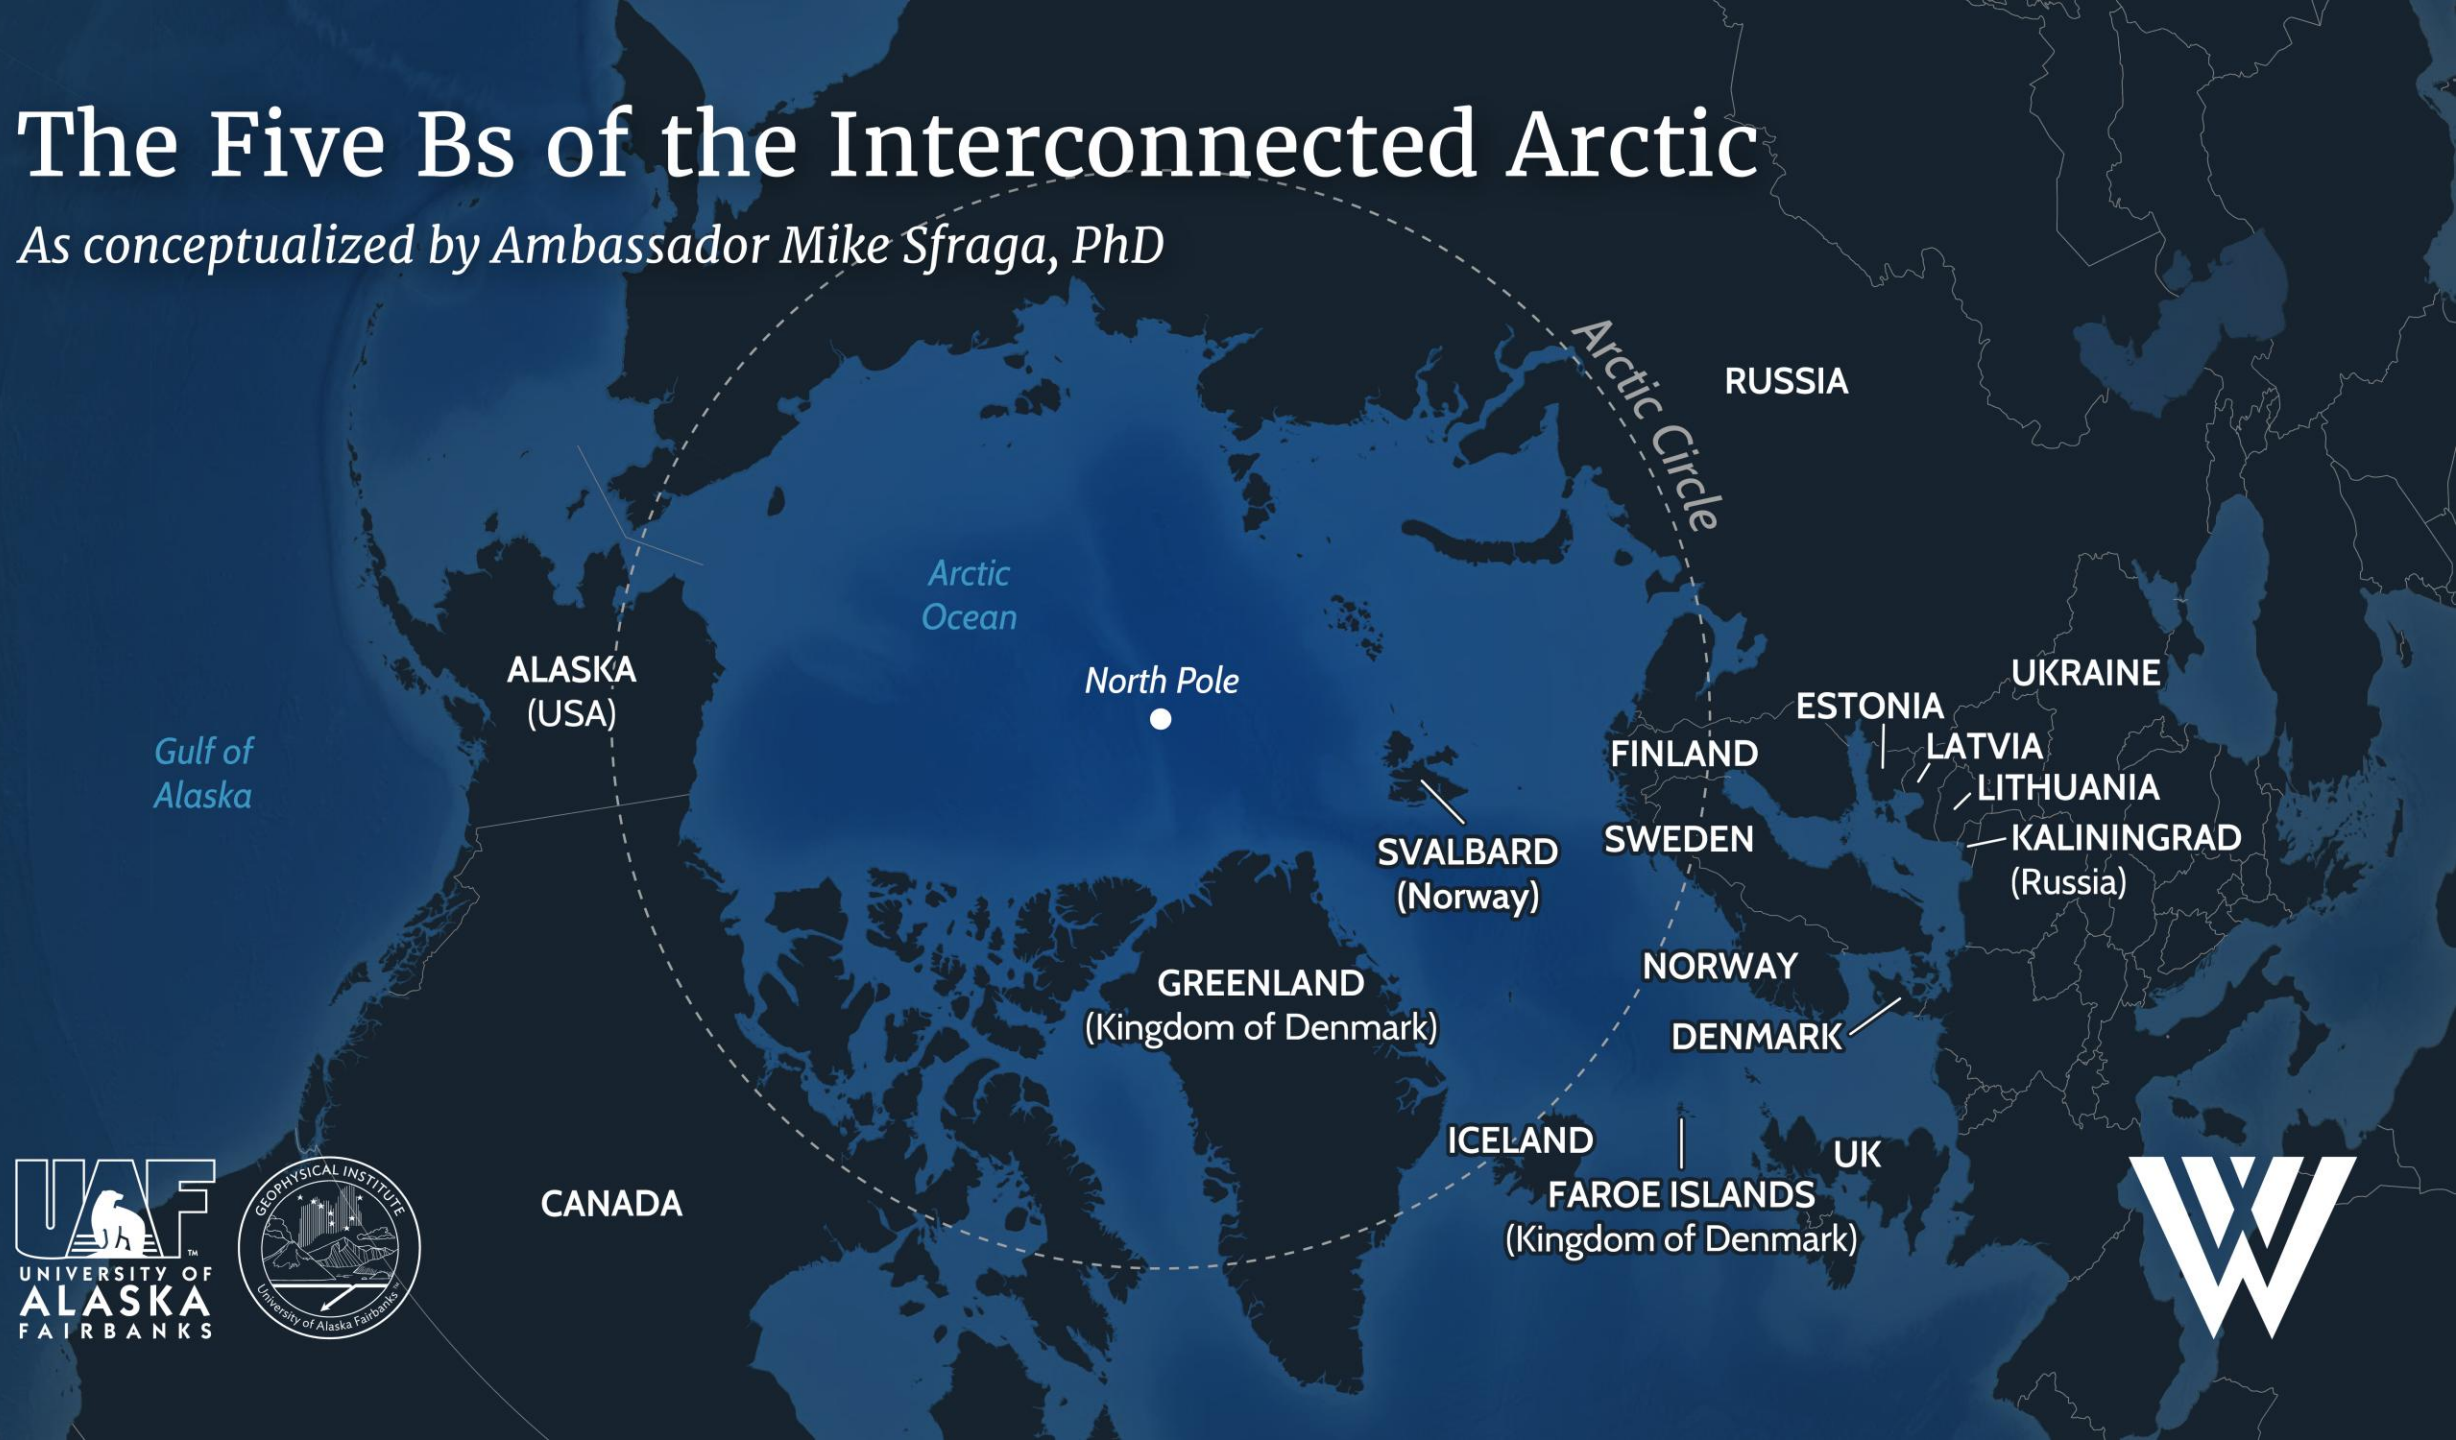 The Five Bs of the Interconnected Arctic
As conceptualized by Ambassador Mike Sfraga, PhD
Arctic Circle
RUSSIA
Arctic
Ocean
North Pole
ALASKA
(USA)
Gulf of
Alaska
UKRAINE
ESTONIA
LATVIA
FINLAND
LITHUANIA
SWEDEN
KALININGRAD
(Russia)
SVALBARD
(Norway)
NORWAY
GREENLAND
(Kingdom of Denmark)
DENMARK
ICELAND
UK
FAROE ISLANDS
(Kingdom of Denmark)
CANADA
UAF
TM
UNIVERSITY OF
ALASKA
FAIRBANKS
GEOPHYSICAL INSTITUTE
University of Alaska Fairbanks
W